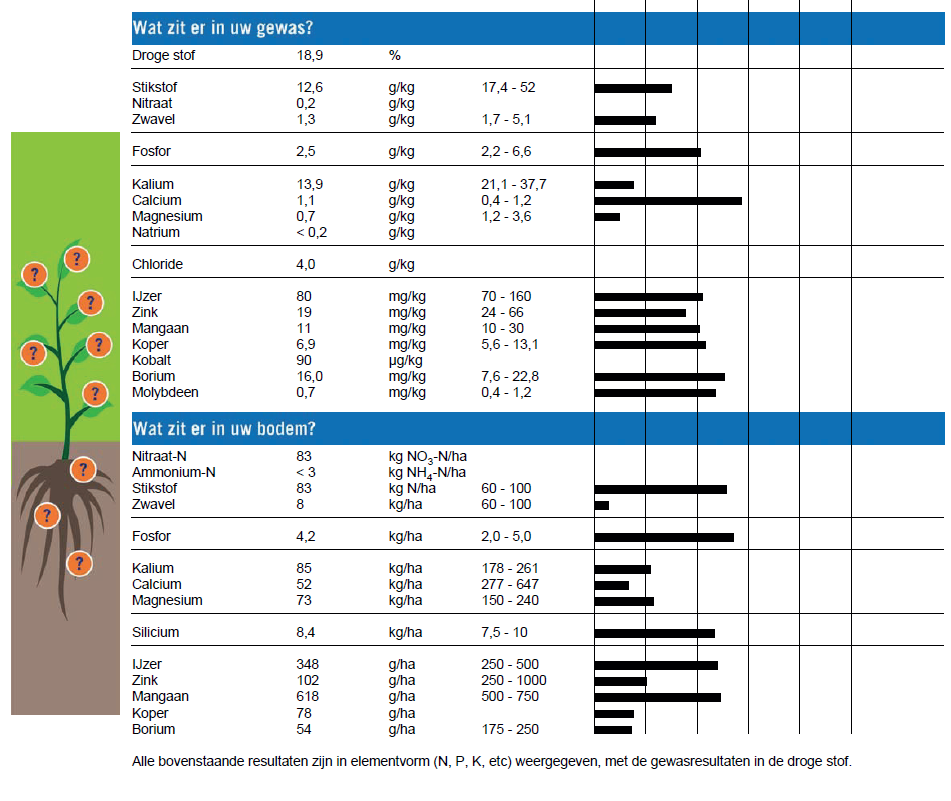 Wat zit er in uw gewas?
Droge stof 18,9 %
Stikstof 12,6 g/kg 17,4 - 52
Nitraat 0,2 g/kg
Zwavel 1,3 g/kg 1,7 - 5,1
Fosfor 2,5 g/kg 2,2 - 6,6
Kalium 13,9 g/kg 21,1 - 37,7
Calcium 1,1 g/kg 0,4 - 1,2
Magnesium 0,7 g/kg 1,2 - 3,6
Natrium < 0,2 g/kg
Chloride 4,0 g/kg
IJzer 80 mg/kg 70 - 160
Zink 19 mg/kg 24 - 66
Mangaan 11 mg/kg 10 - 30
Koper 6,9 mg/kg 5,6 - 13,1
Kobalt 90 µg/kg
Borium 16,0 mg/kg 7,6 - 22,8
Molybdeen 0,7 mg/kg 0,4 - 1,2
? ? ? ? ? ?
Wat zit er in uw bodem?
Nitraat-N 83 kg NO3-N/ha
Ammonium-N < 3 kg NH4-N/ha
Stikstof 83 kg N/ha 60 - 100
Zwavel 8 kg/ha 60 - 100
Fosfor 4,2 kg/ha 2,0 - 5,0
Kalium 85 kg/ha 178 - 261
Calcium 52 kg/ha 277 - 647
Magnesium 73 kg/ha 150 - 240
Silicium 8,4 kg/ha 7,5 - 10
IJzer 348 g/ha 250 - 500
Zink 102 g/ha 250 - 1000
Mangaan 618 g/ha 500 - 750
Koper 78 g/ha
Borium 54 g/ha 175 - 250
? ? ?
Alle bovenstaande resultaten zijn in elementvorm (N, P, K, etc) weergegeven, met de gewasresultaten in de droge stof.